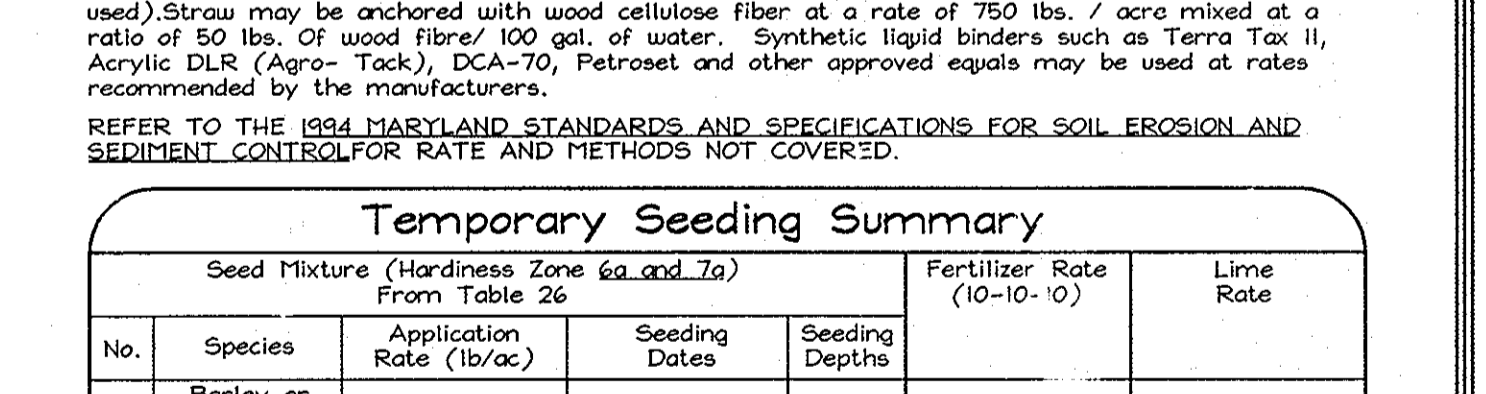 used).Straw may be anchored with wood cellulose fiber at a rate of 750 lbs. / acre mixed at a
ratio of 50 lbs. Of wood fibre/ 100 gal. of water. Synthetic liquid binders such as Terra Tax II,
Acrylic DLR (Agro- Tack), DCA-70, Petroset and other approved equals may be used at rates
recommended by the manufacturers.
REFER TO THE 1994 MARYLAND STANDARDS AND SPECIFICATIONS FOR SOIL EROSION AND
SEDIMENT CONTROLFOR RATE AND METHODS NOT COVERED.
Temporary Seeding Summary
Seed Mixture (Hardiness Zone 6a and 7a)
From Table 26
Fertilizer Rate
(10-10-10)
Lime
Rate
No.
Species
Application
Rate (lb/ac)
Seeding
Dates
Seeding
Depths
Barley or